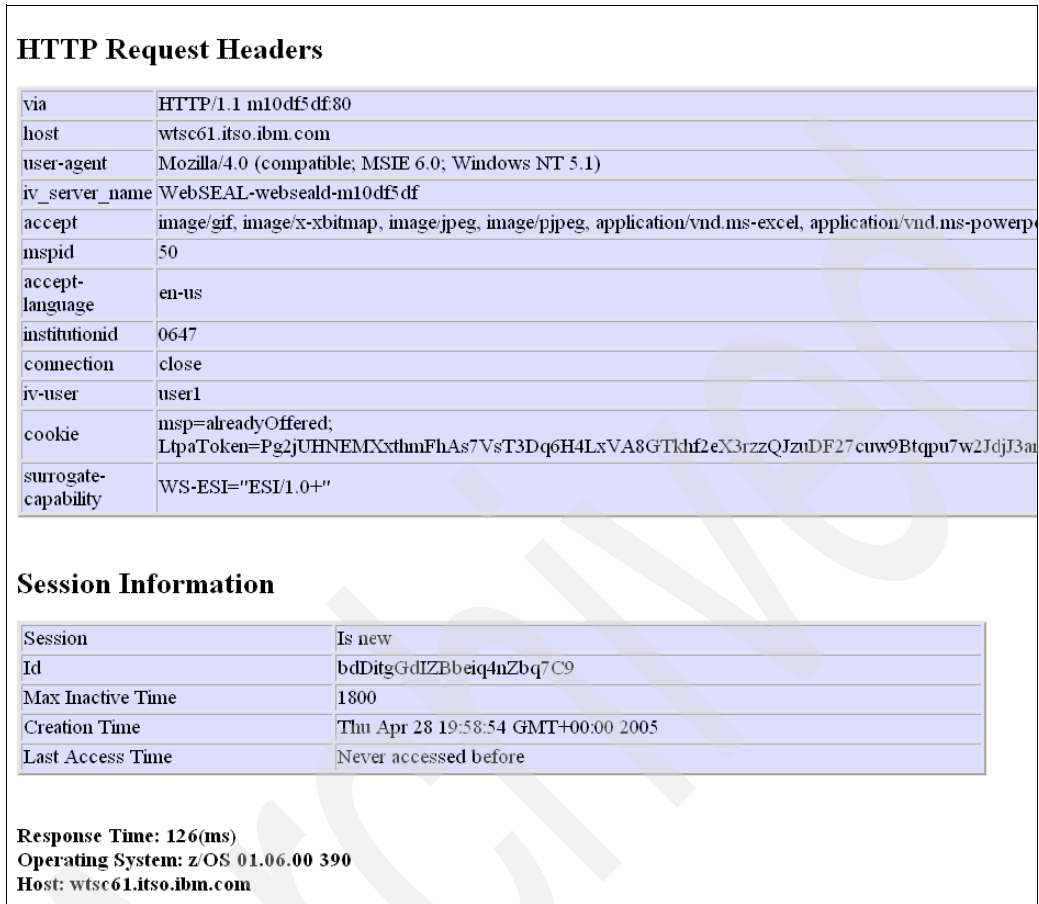 HTTP Request Headers
via HTTP/1.1 m10df5df:80
host wtsc61.itso.ibm.com
user-agent Mozilla/4.0 (compatible; MSIE 6.0; Windows NT 5.1)
iv_server_name WebSEAL-webseald-m10df5df
accept image/gif, image/x-xbitmap, image/jpeg, image/pjpeg, application/vnd.ms-excel, application/vnd.ms-powerp
mspid 50
accept-
language en-us
institutionid 0647
connection close
iv-user user1
cookie msp=alreadyOffered;
LtpaToken=Pg2jUHNEMXxthmFhAs7VsT3Dq6H4LxVA8GTkhf2eX3rzzQJzuDF27cuw9Btqpu7w2JdjJ3a
surrogate-
capability WS-ESI="ESI/1.0+"
Session Information
Session Is new
Id bdDitgGdIZBbeiq4nZbq7C9
Max Inactive Time 1800
Creation Time Thu Apr 28 19:58:54 GMT+00:00 2005
Last Access Time Never accessed before
Response Time: 126(ms)
Operating System: z/OS 01.06.00 390
Host: wtsc61.itso.ibm.com
Archived